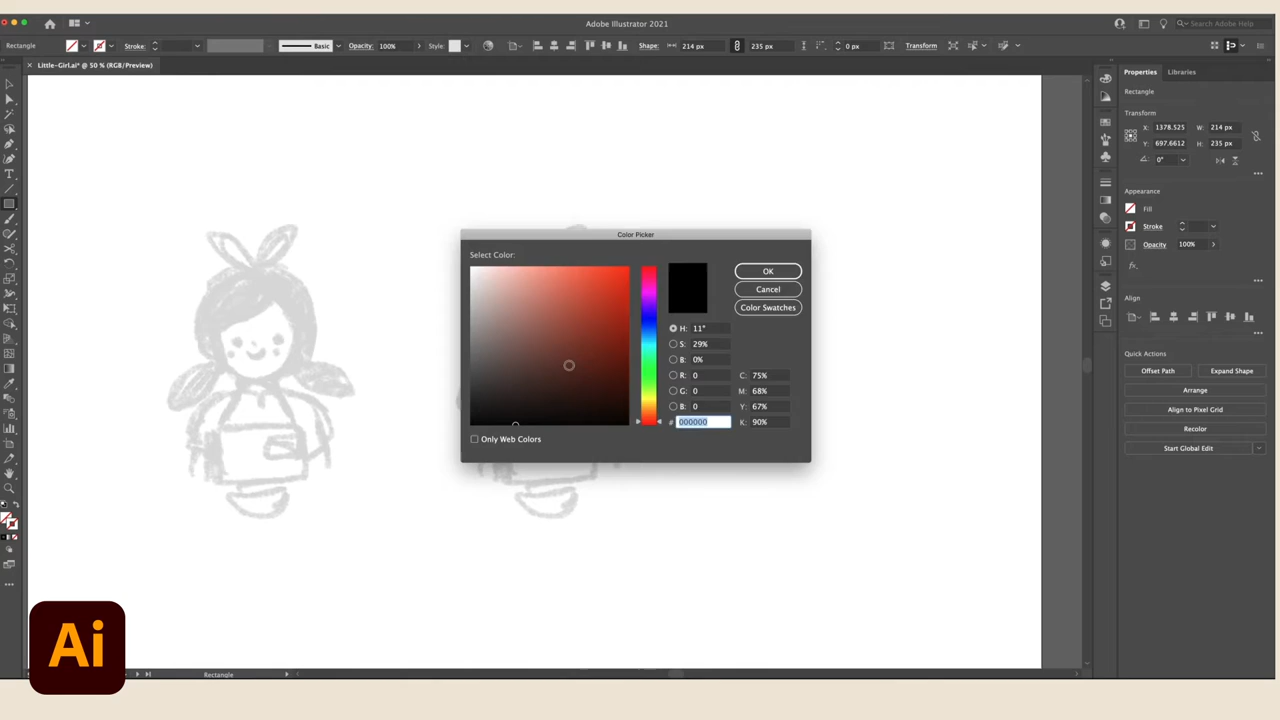 Adobe Illustrator 2021
Search Adobe Help
Rectangle
Stroke:
Basic
Opacity: 100%
Style:
Shape:
214 px
235 px
0 px
Transform
Little-Girl.ai* @ 50 % (RGB/Preview)
Properties
Libraries
Rectangle
Transform
X: 1378.525
W: 214 px
Y: 697.6612
H: 235 px
0°
Appearance
Fill
Stroke
Opacity 100%
fx.
Align
Quick Actions
Offset Path
Expand Shape
Arrange
Align to Pixel Grid
Recolor
Start Global Edit
Color Picker
Select Color:
OK
Cancel
Color Swatches
H: 11°
S: 29%
B: 0%
R: 0
C: 75%
G: 0
M: 68%
B: 0
Y: 67%
# 000000
K: 90%
Only Web Colors
Ai
Rectangle